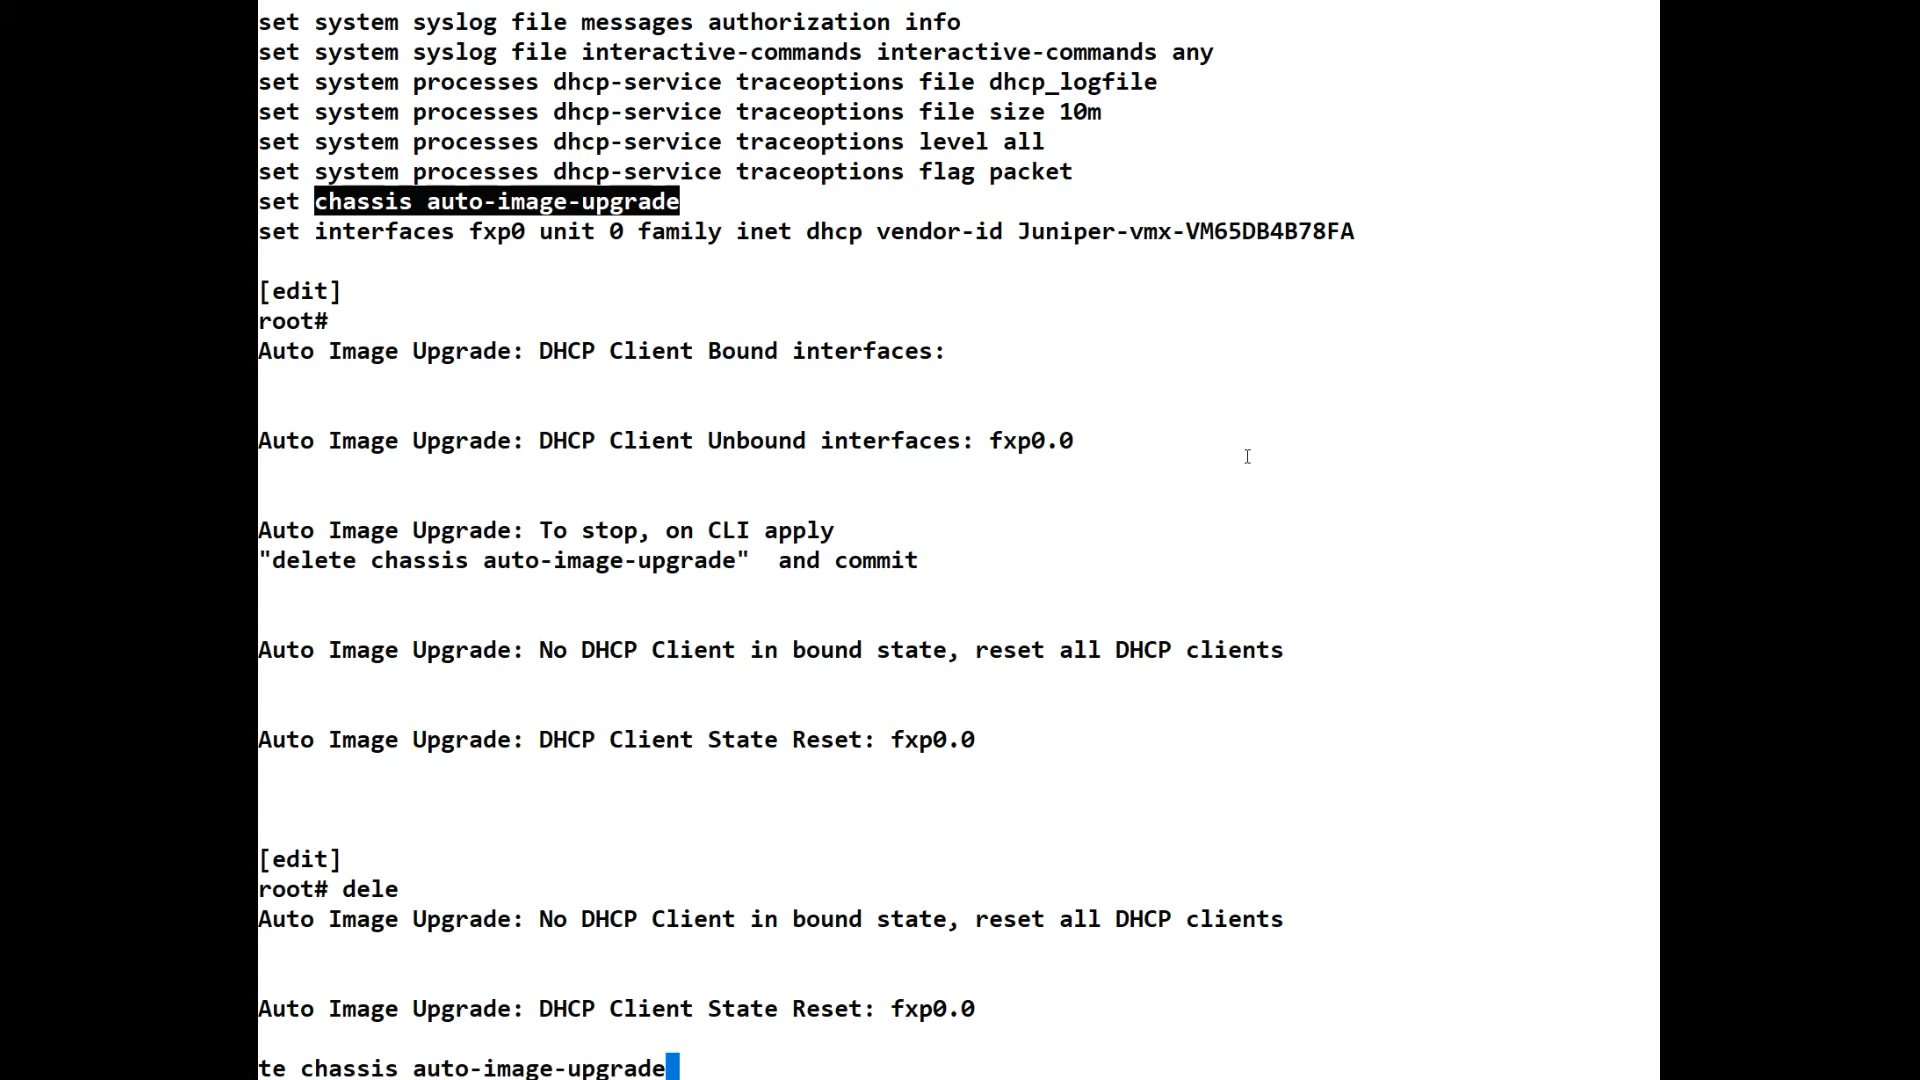 set system syslog file messages authorization info
set system syslog file interactive-commands interactive-commands any
set system processes dhcp-service traceoptions file dhcp_logfile
set system processes dhcp-service traceoptions file size 10m
set system processes dhcp-service traceoptions level all
set system processes dhcp-service traceoptions flag packet
set chassis auto-image-upgrade
set interfaces fxp0 unit 0 family inet dhcp vendor-id Juniper-vmx-VM65DB4B78FA
[edit]
root#
Auto Image Upgrade: DHCP Client Bound interfaces:
Auto Image Upgrade: DHCP Client Unbound interfaces: fxp0.0
Auto Image Upgrade: To stop, on CLI apply
"delete chassis auto-image-upgrade"  and commit
Auto Image Upgrade: No DHCP Client in bound state, reset all DHCP clients
Auto Image Upgrade: DHCP Client State Reset: fxp0.0
[edit]
root# dele
Auto Image Upgrade: No DHCP Client in bound state, reset all DHCP clients
Auto Image Upgrade: DHCP Client State Reset: fxp0.0
te chassis auto-image-upgrade